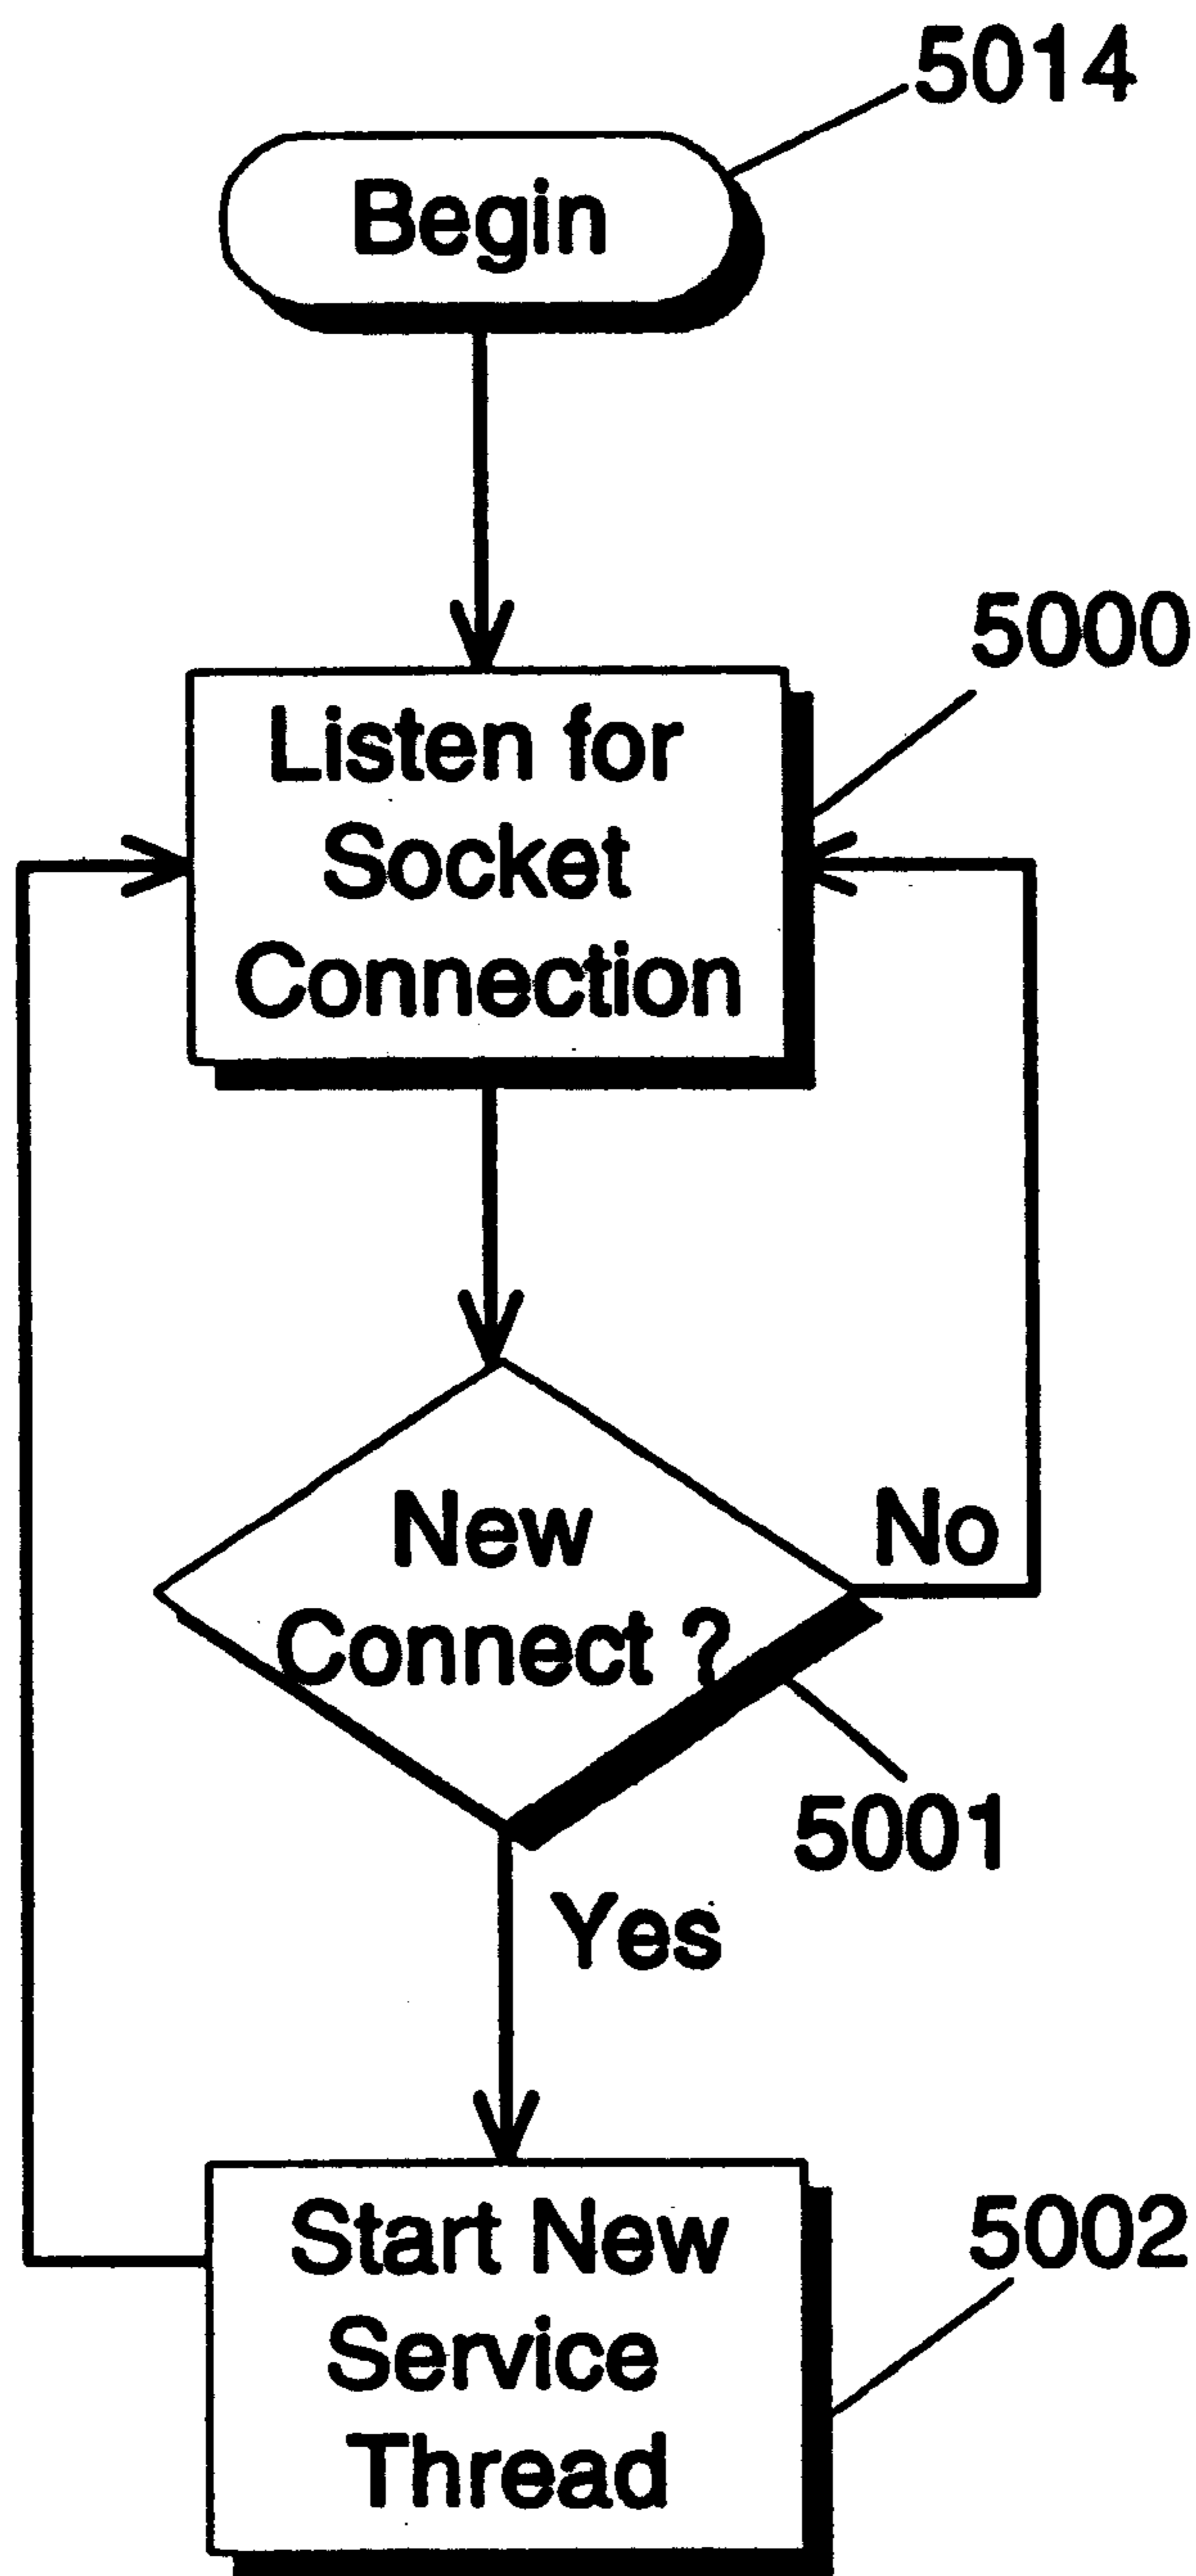 5014
Begin
5000
Listen for
Socket
Connection
New
Connect ?
No
5001
Yes
Start New
Service
Thread
5002